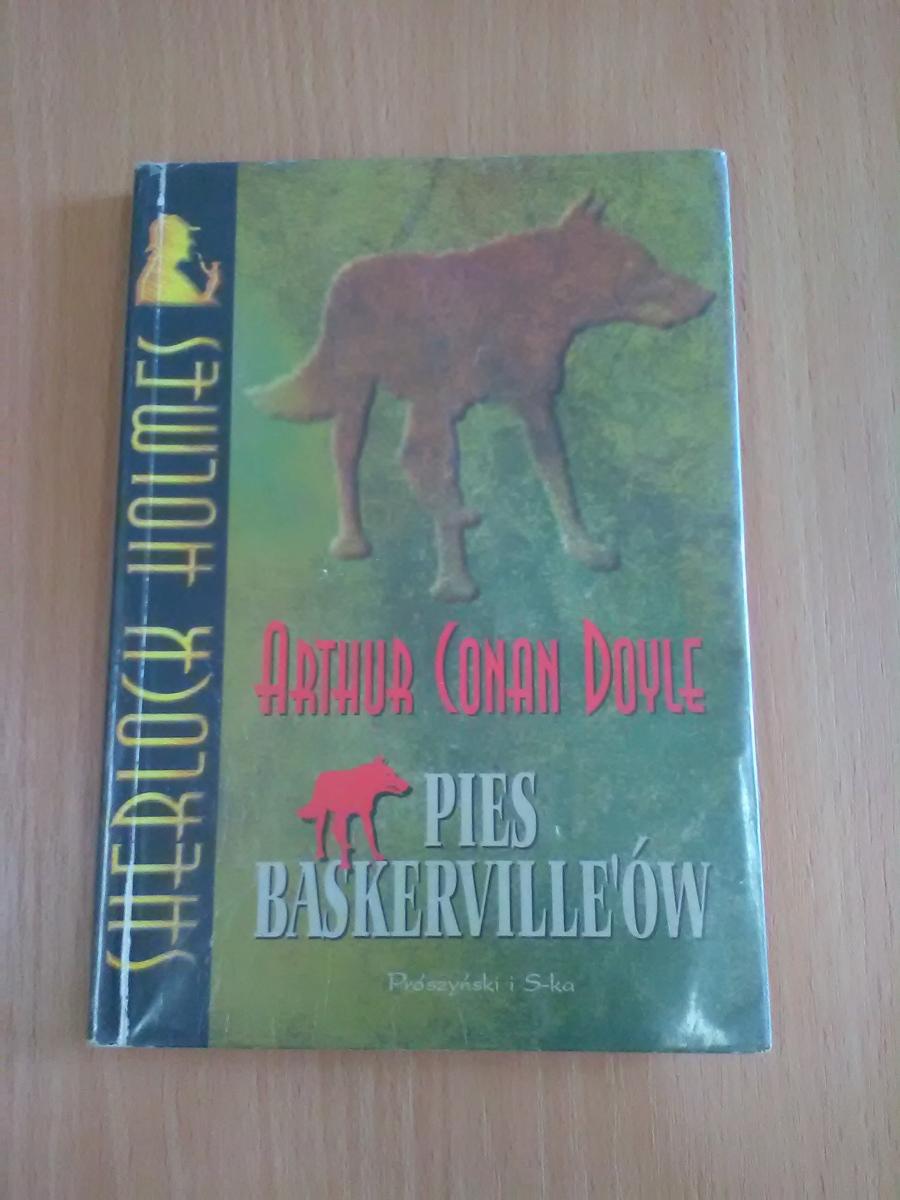 SHERLOCK HOLMES
ARTHUR CONAN DOYLE
PIES
BASKERVILLE'ÓW
Prószyński i S-ka